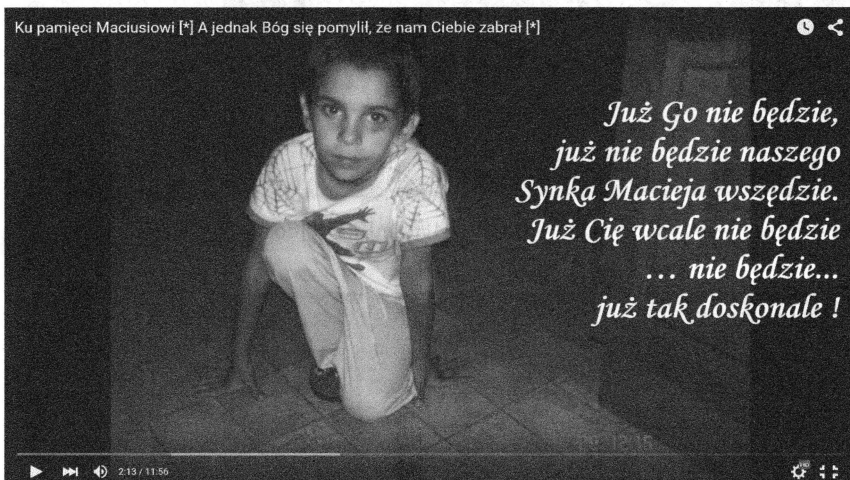 Ku pamięci Maciusiowi [*] A jednak Bóg się pomylił, że nam Ciebie zabrał [*]
Już Go nie będzie,
już nie będzie naszego
Synka Macieja wszędzie.
Już Cię wcale nie będzie
... nie będzie...
już tak doskonale !
2:13 / 11:56
HD